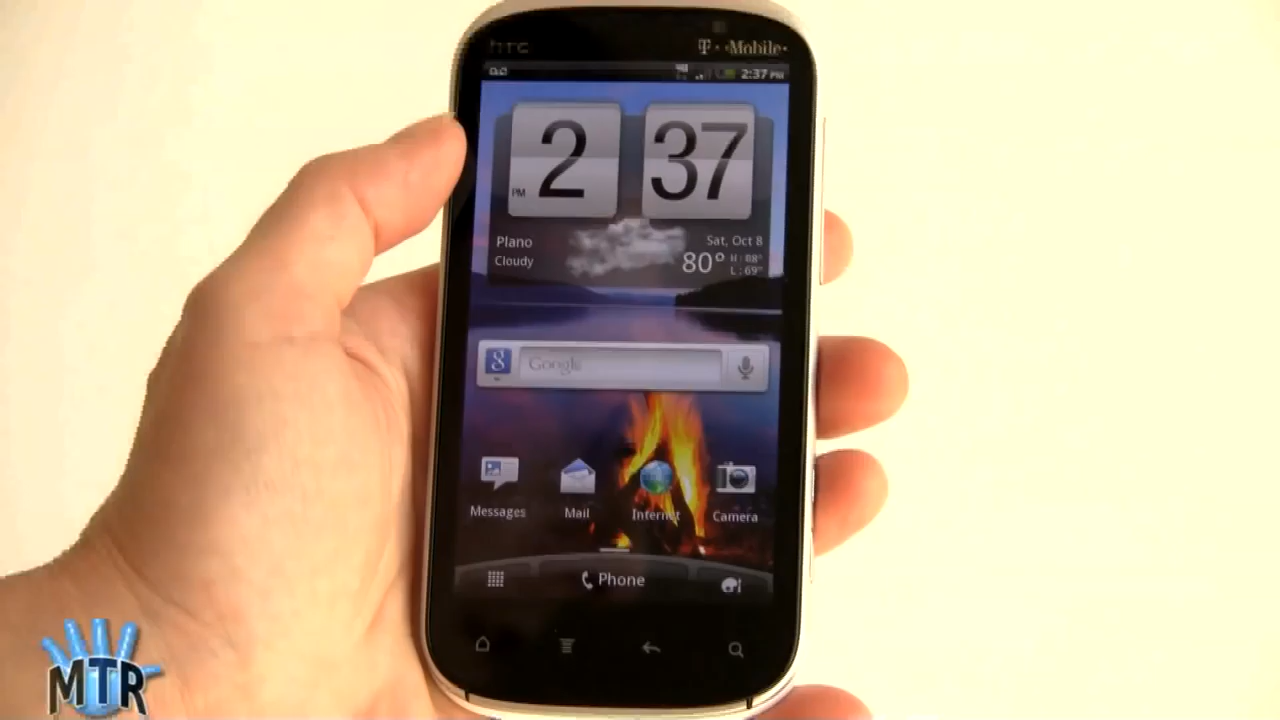 hTC
T··Mobile·
2:37 PM
2 37
PM
Plano
Sat, Oct 8
Cloudy
80°
H: 88°
L: 69°
8
Google
Messages
Mail
Internet
Camera
Phone
MTR